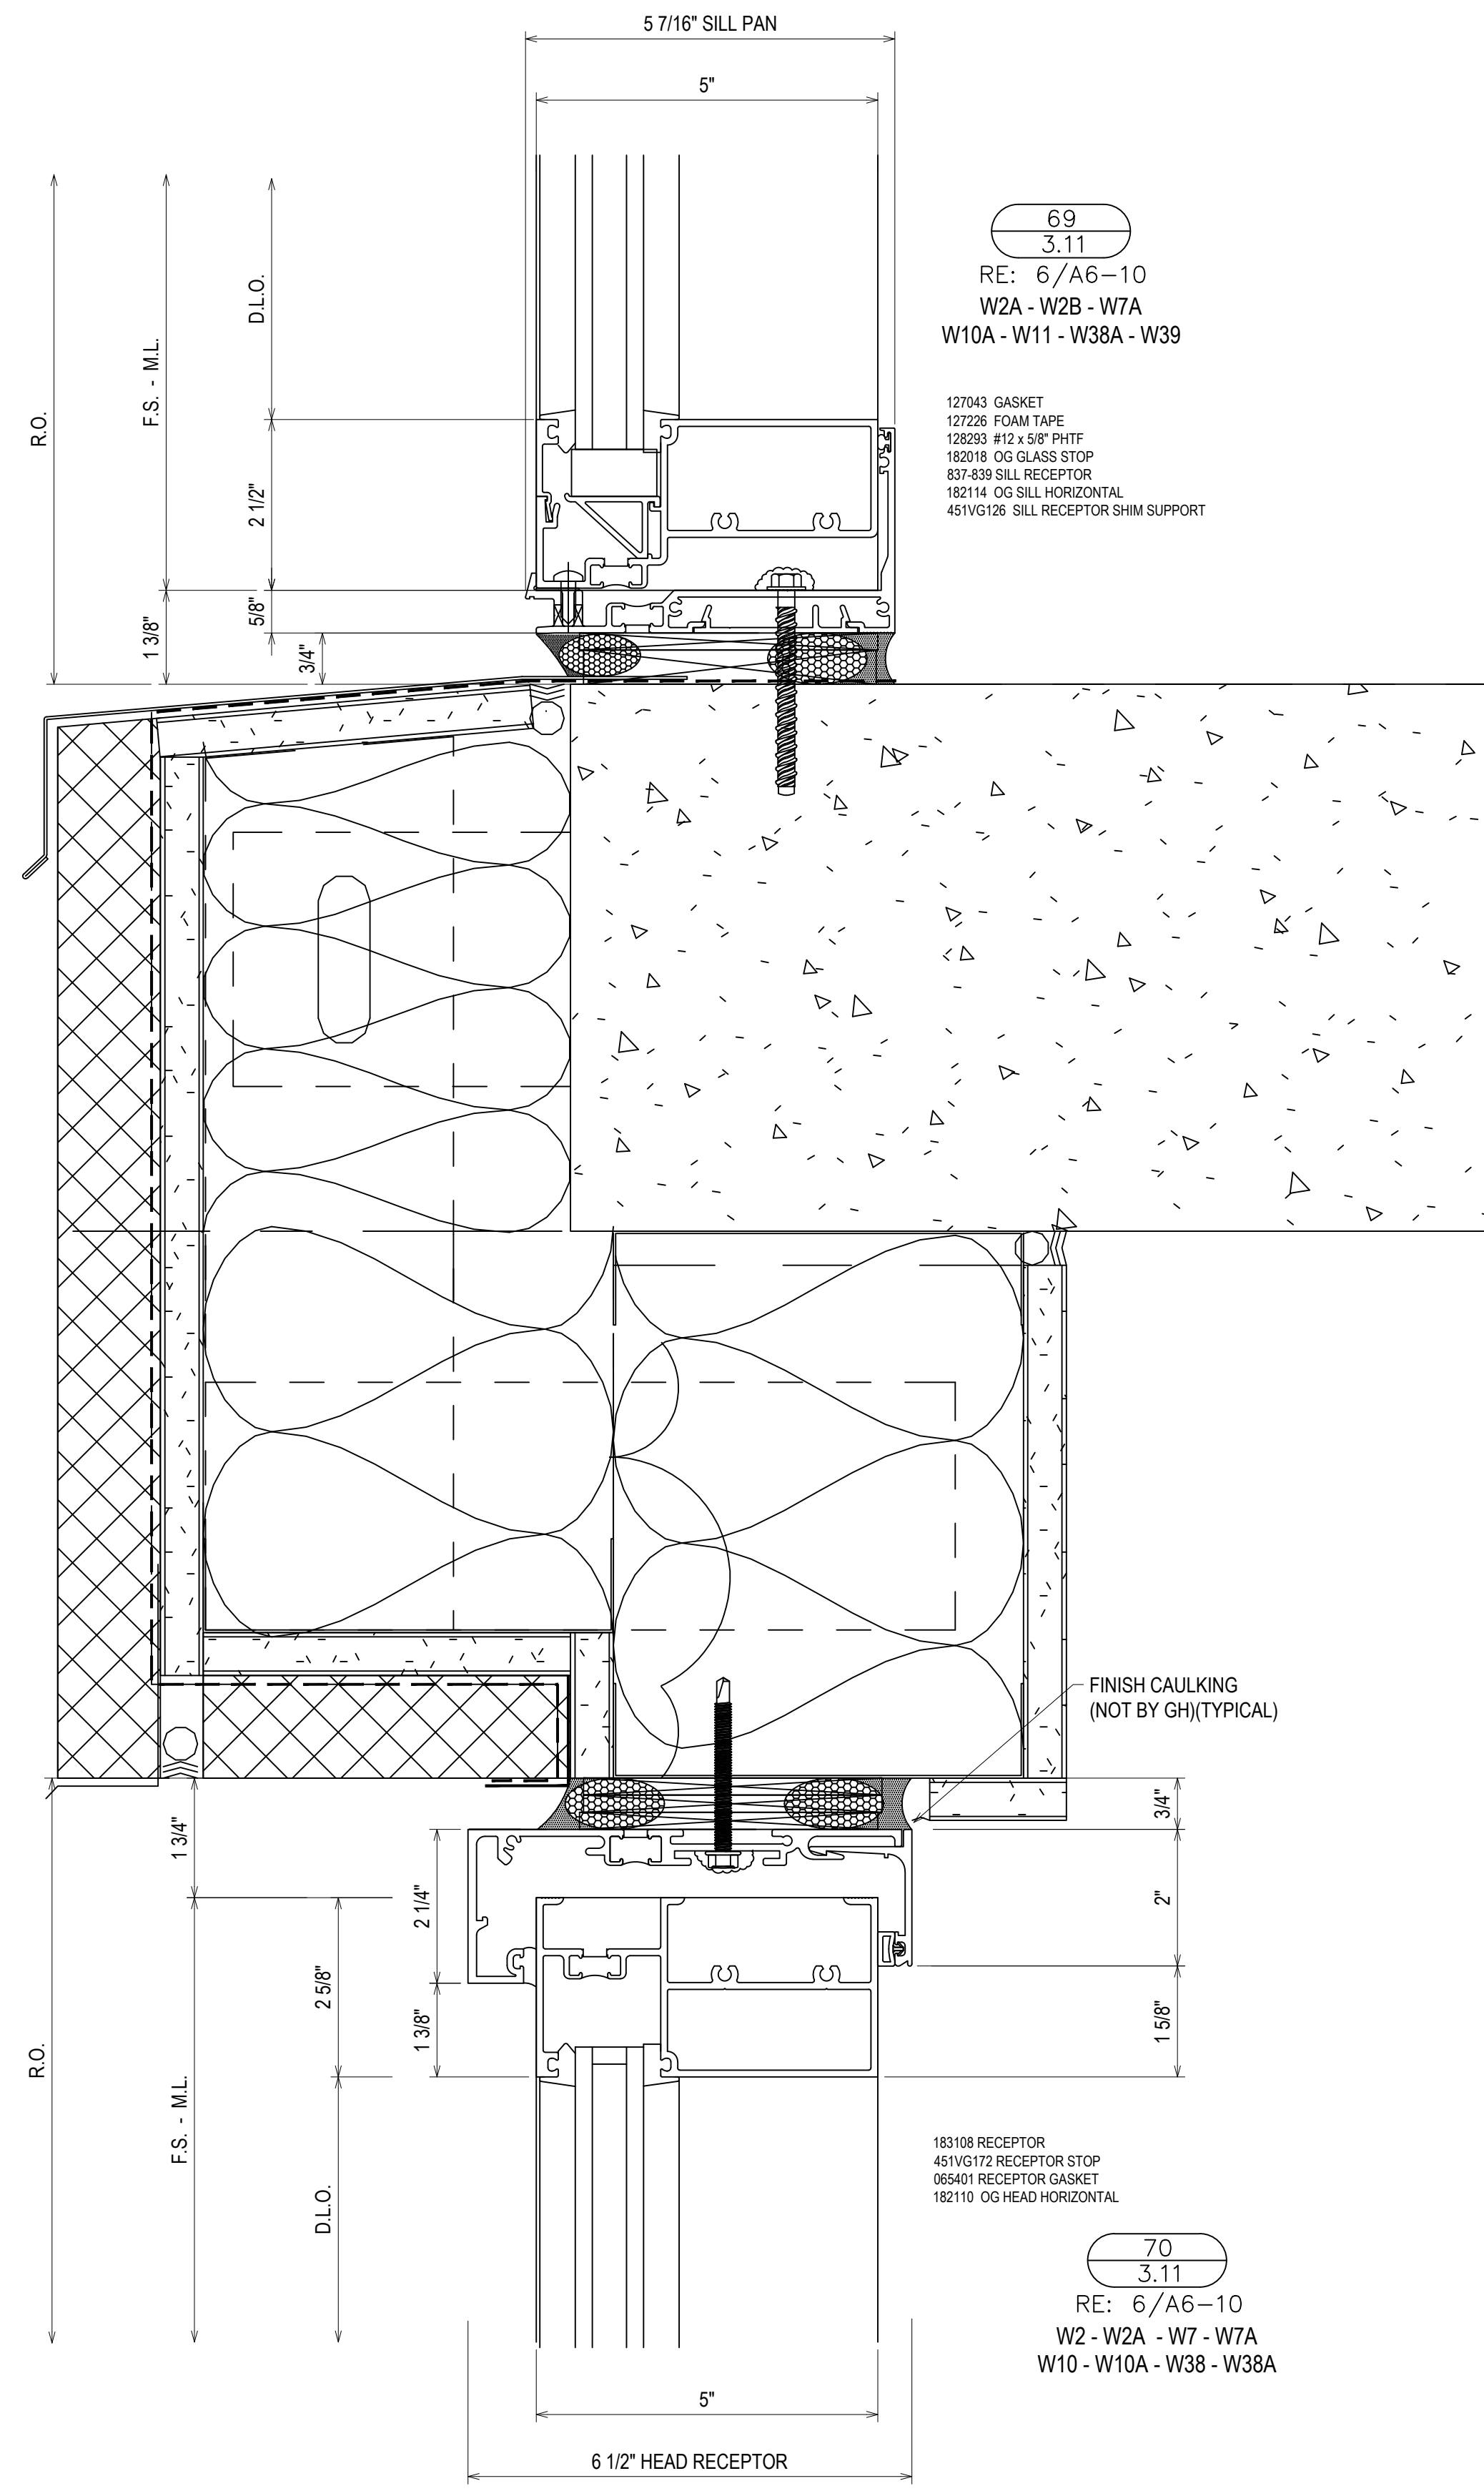 5 7/16" SILL PAN
5"
69
3.11
RE: 6/A6-10
W2A - W2B - W7A
W10A - W11 - W38A - W39
D.L.O.
F.S. - M.L.
R.O.
127043 GASKET
127226 FOAM TAPE
128293 #12 x 5/8" PHTF
182018 OG GLASS STOP
837-839 SILL RECEPTOR
182114 OG SILL HORIZONTAL
451VG126 SILL RECEPTOR SHIM SUPPORT
2 1/2"
5/8"
1 3/8"
3/4"
FINISH CAULKING
(NOT BY GH)(TYPICAL)
3/4"
1 3/4"
2 1/4"
2"
2 5/8"
1 3/8"
1 5/8"
R.O.
F.S. - M.L.
D.L.O.
183108 RECEPTOR
451VG172 RECEPTOR STOP
065401 RECEPTOR GASKET
182110 OG HEAD HORIZONTAL
70
3.11
RE: 6/A6-10
W2 - W2A - W7 - W7A
W10 - W10A - W38 - W38A
5"
6 1/2" HEAD RECEPTOR